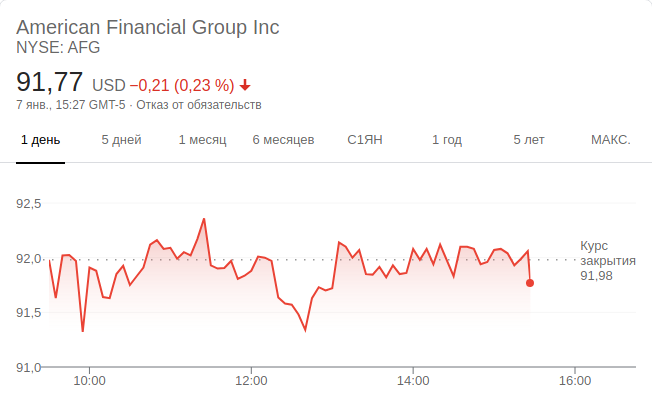 American Financial Group Inc
NYSE: AFG
91,77 USD −0,21 (0,23 %)
7 янв., 15:27 GMT-5 · Отказ от обязательств
1 день 5 дней 1 месяц 6 месяцев С1ЯН 1 год 5 лет МАКС.
92,5
92,0
91,5
91,0
Курс
закрытия
91,98
10:00 12:00 14:00 16:00